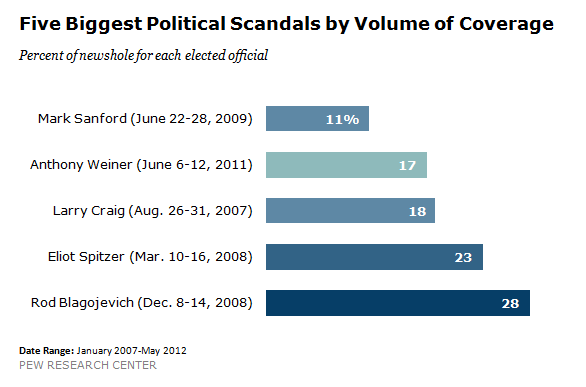 Five Biggest Political Scandals by Volume of Coverage
Percent of newshole for each elected official
Mark Sanford (June 22-28, 2009) 11%
Anthony Weiner (June 6-12, 2011) 17
Larry Craig (Aug. 26-31, 2007) 18
Eliot Spitzer (Mar. 10-16, 2008) 23
Rod Blagojevich (Dec. 8-14, 2008) 28
Date Range: January 2007-May 2012
PEW RESEARCH CENTER